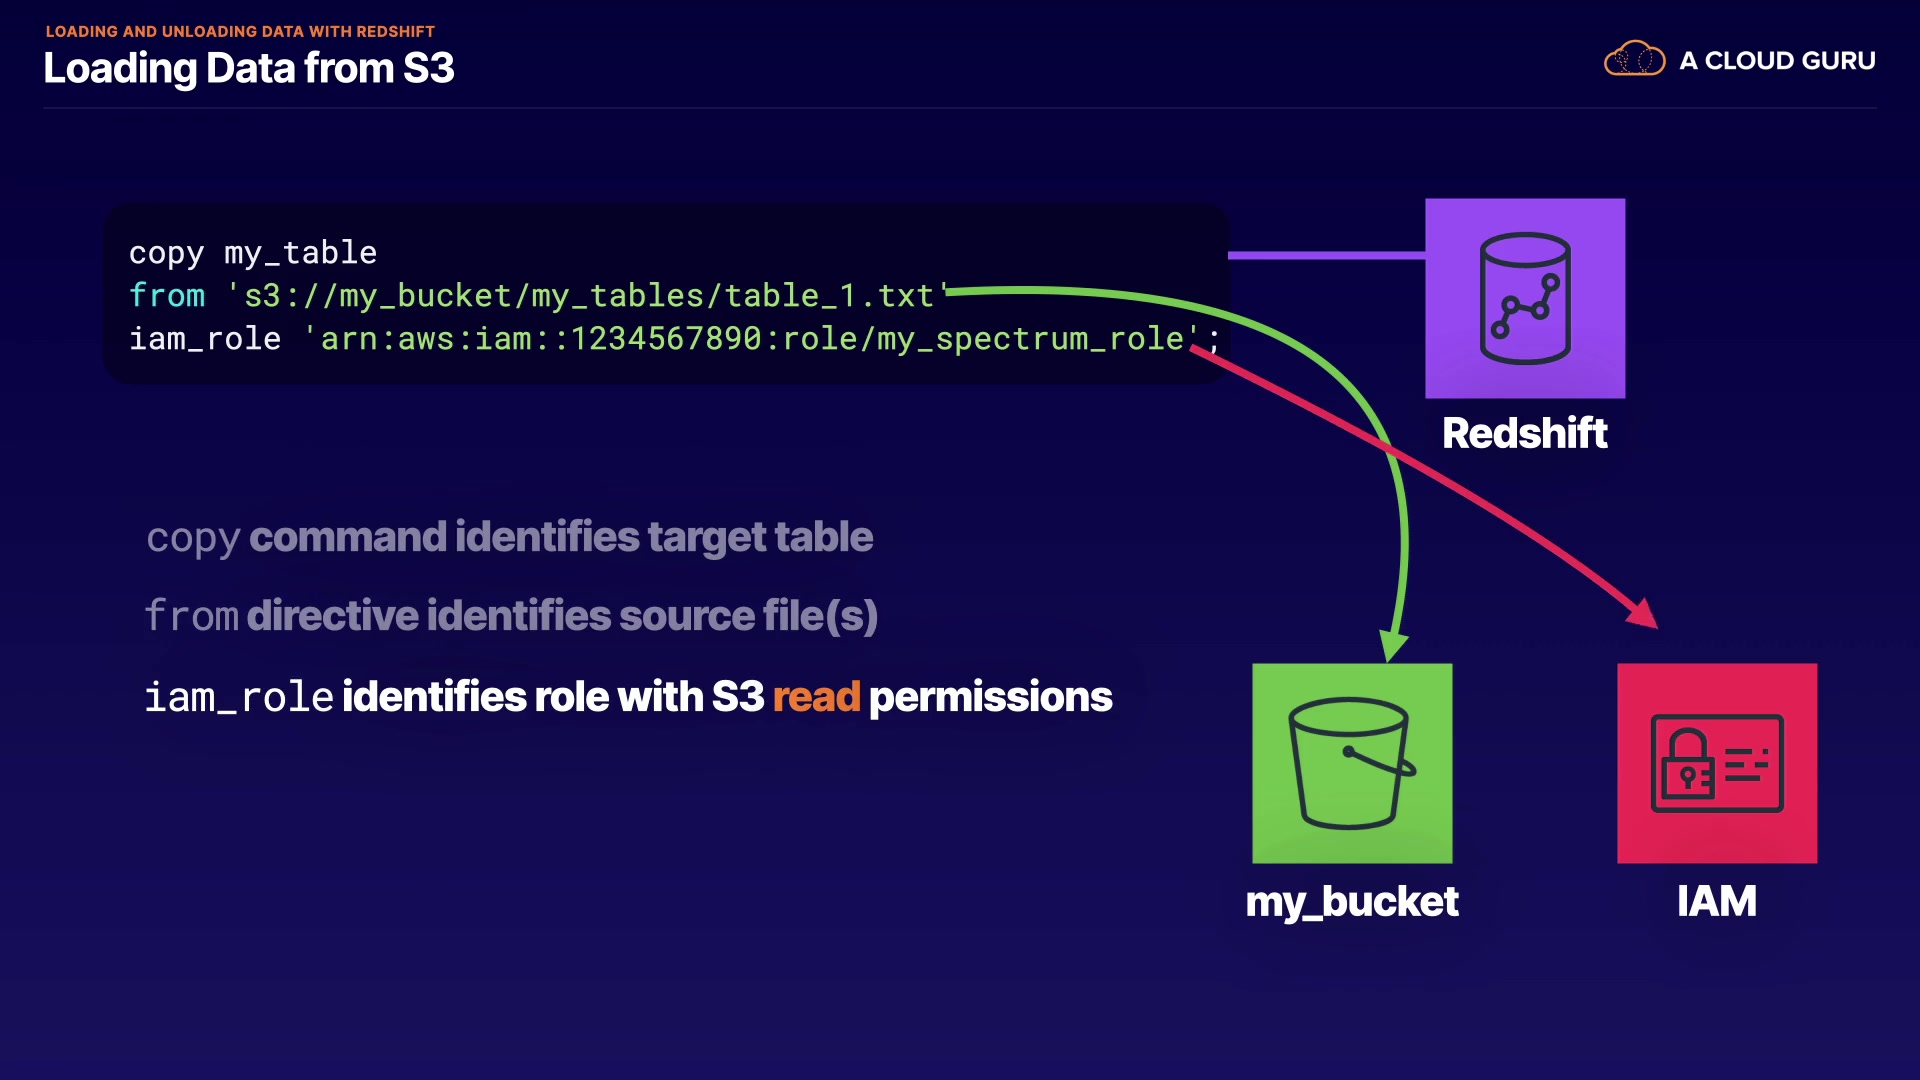 LOADING AND UNLOADING DATA WITH REDSHIFT
Loading Data from S3
A CLOUD GURU
copy my_table
from 's3://my_bucket/my_tables/table_1.txt'
iam_role 'arn:aws:iam::1234567890:role/my_spectrum_role';
Redshift
copy command identifies target table
from directive identifies source file(s)
iam_role identifies role with S3 read permissions
my_bucket
IAM